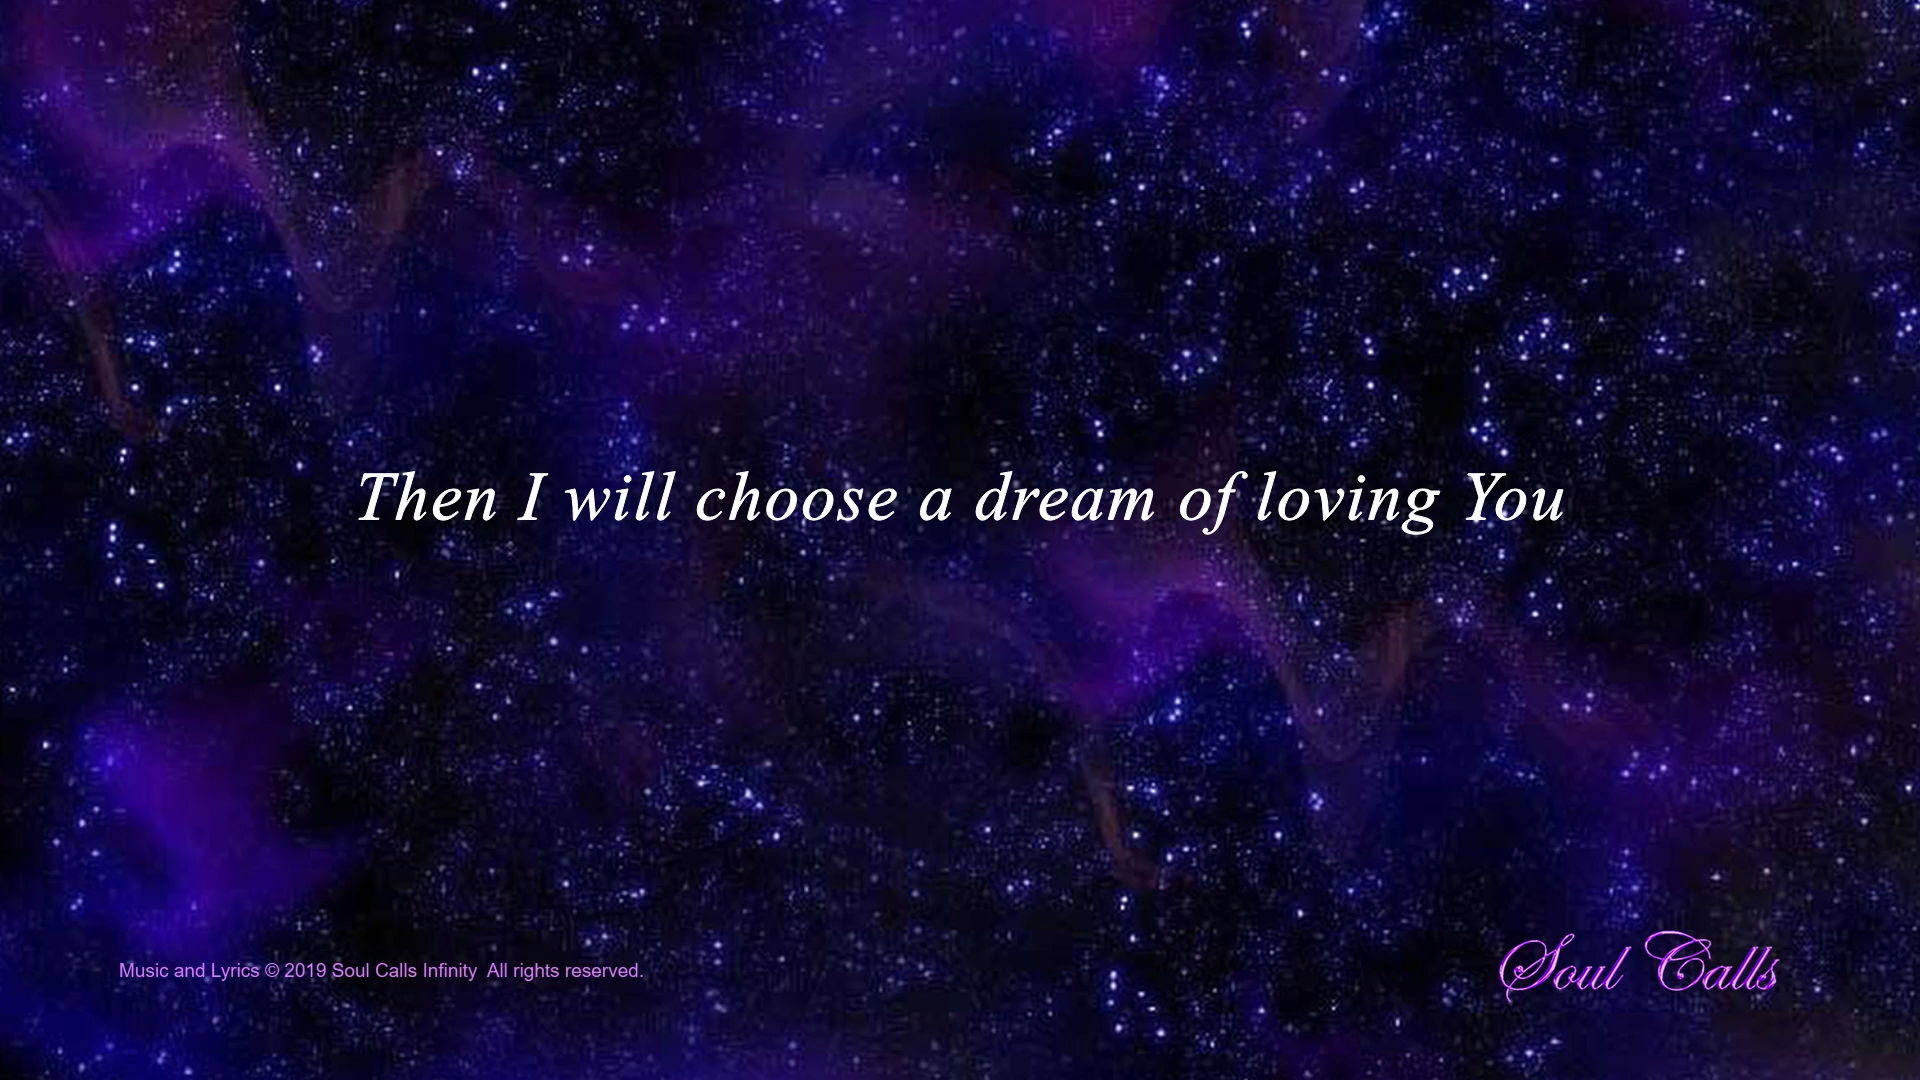 Then I will choose a dream of loving You
Music and Lyrics © 2019 Soul Calls Infinity  All rights reserved.
Soul Calls